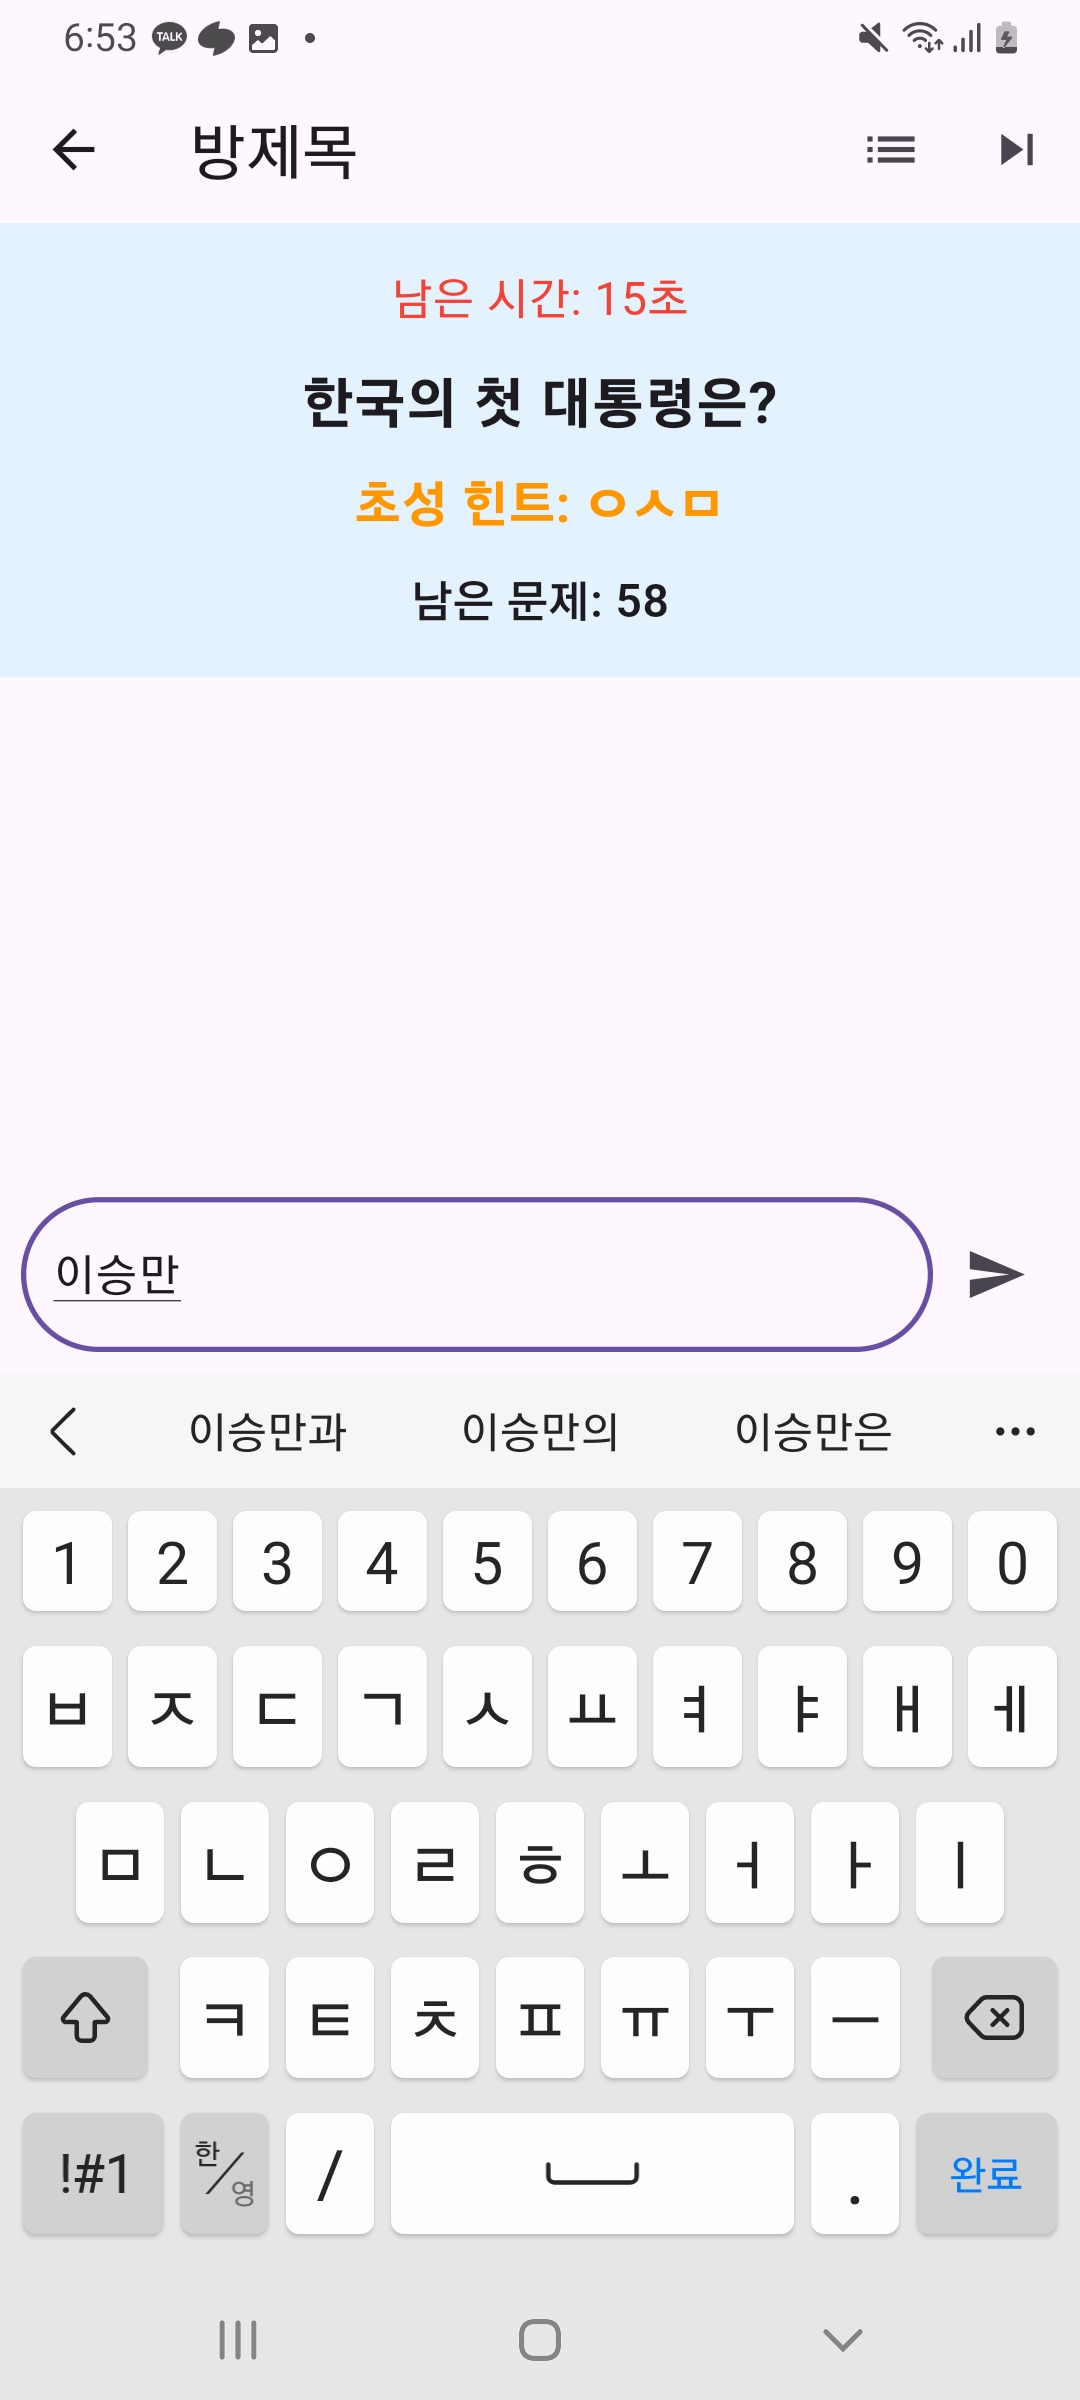 6:53 TALK
방제목
남은 시간: 15초
한국의 첫 대통령은?
초성 힌트: ㅇㅅㅁ
남은 문제: 58
이승만
이승만과 이승만의 이승만은
1 2 3 4 5 6 7 8 9 0
ㅂ ㅈ ㄷ ㄱ ㅅ ㅛ ㅕ ㅑ ㅐ ㅔ
ㅁ ㄴ ㅇ ㄹ ㅎ ㅗ ㅓ ㅏ ㅣ
ㅋ ㅌ ㅊ ㅍ ㅠ ㅜ ㅡ
!#1 한/영 / . 완료